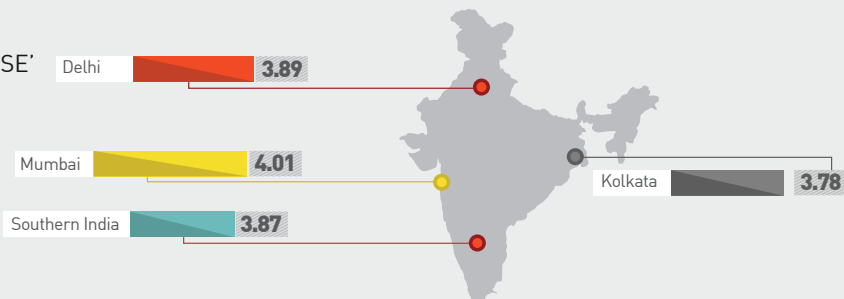 SE’
Delhi 3.89
Mumbai 4.01
Kolkata 3.78
Southern India 3.87